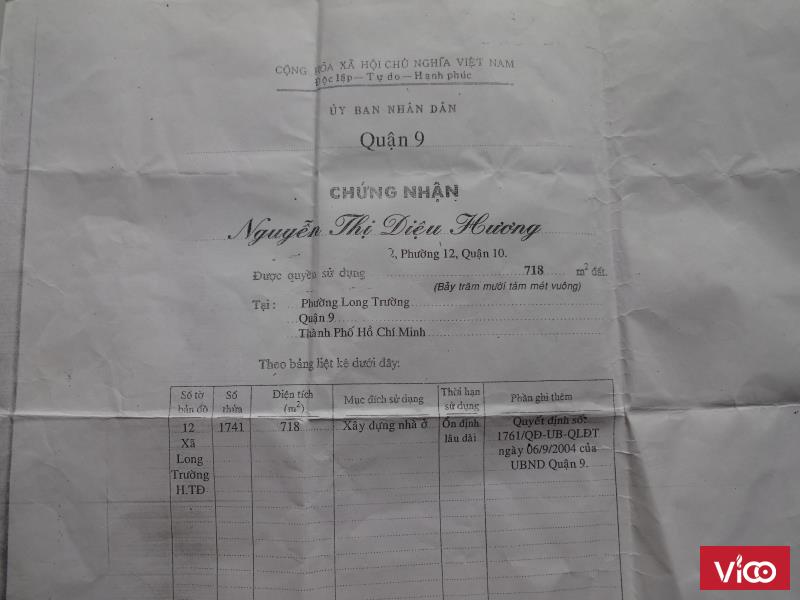 CỘNG HÒA XÃ HỘI CHỦ NGHĨA VIỆT NAM
Độc lập — Tự do — Hạnh phúc
ỦY BAN NHÂN DÂN
Quận 9
CHỨNG NHẬN
Nguyễn Thị Diệu Hương
, Phường 12, Quận 10.
Được quyền sử dụng 718 m² đất.
(Bảy trăm mười tám mét vuông)
Tại : Phường Long Trường
Quận 9
Thành Phố Hồ Chí Minh
Theo bảng liệt kê dưới đây:
Số tờ bản đồ Số thửa Diện tích (m²) Mục đích sử dụng Thời hạn sử dụng Phần ghi thêm
12 1741 718 Xây dựng nhà ở Ổn định Quyết định số:
Xã lâu dài 1761/QĐ-UB-QLĐT
Long ngày 06/9/2004 của
Trường UBND Quận 9.
H.TĐ
ViCO